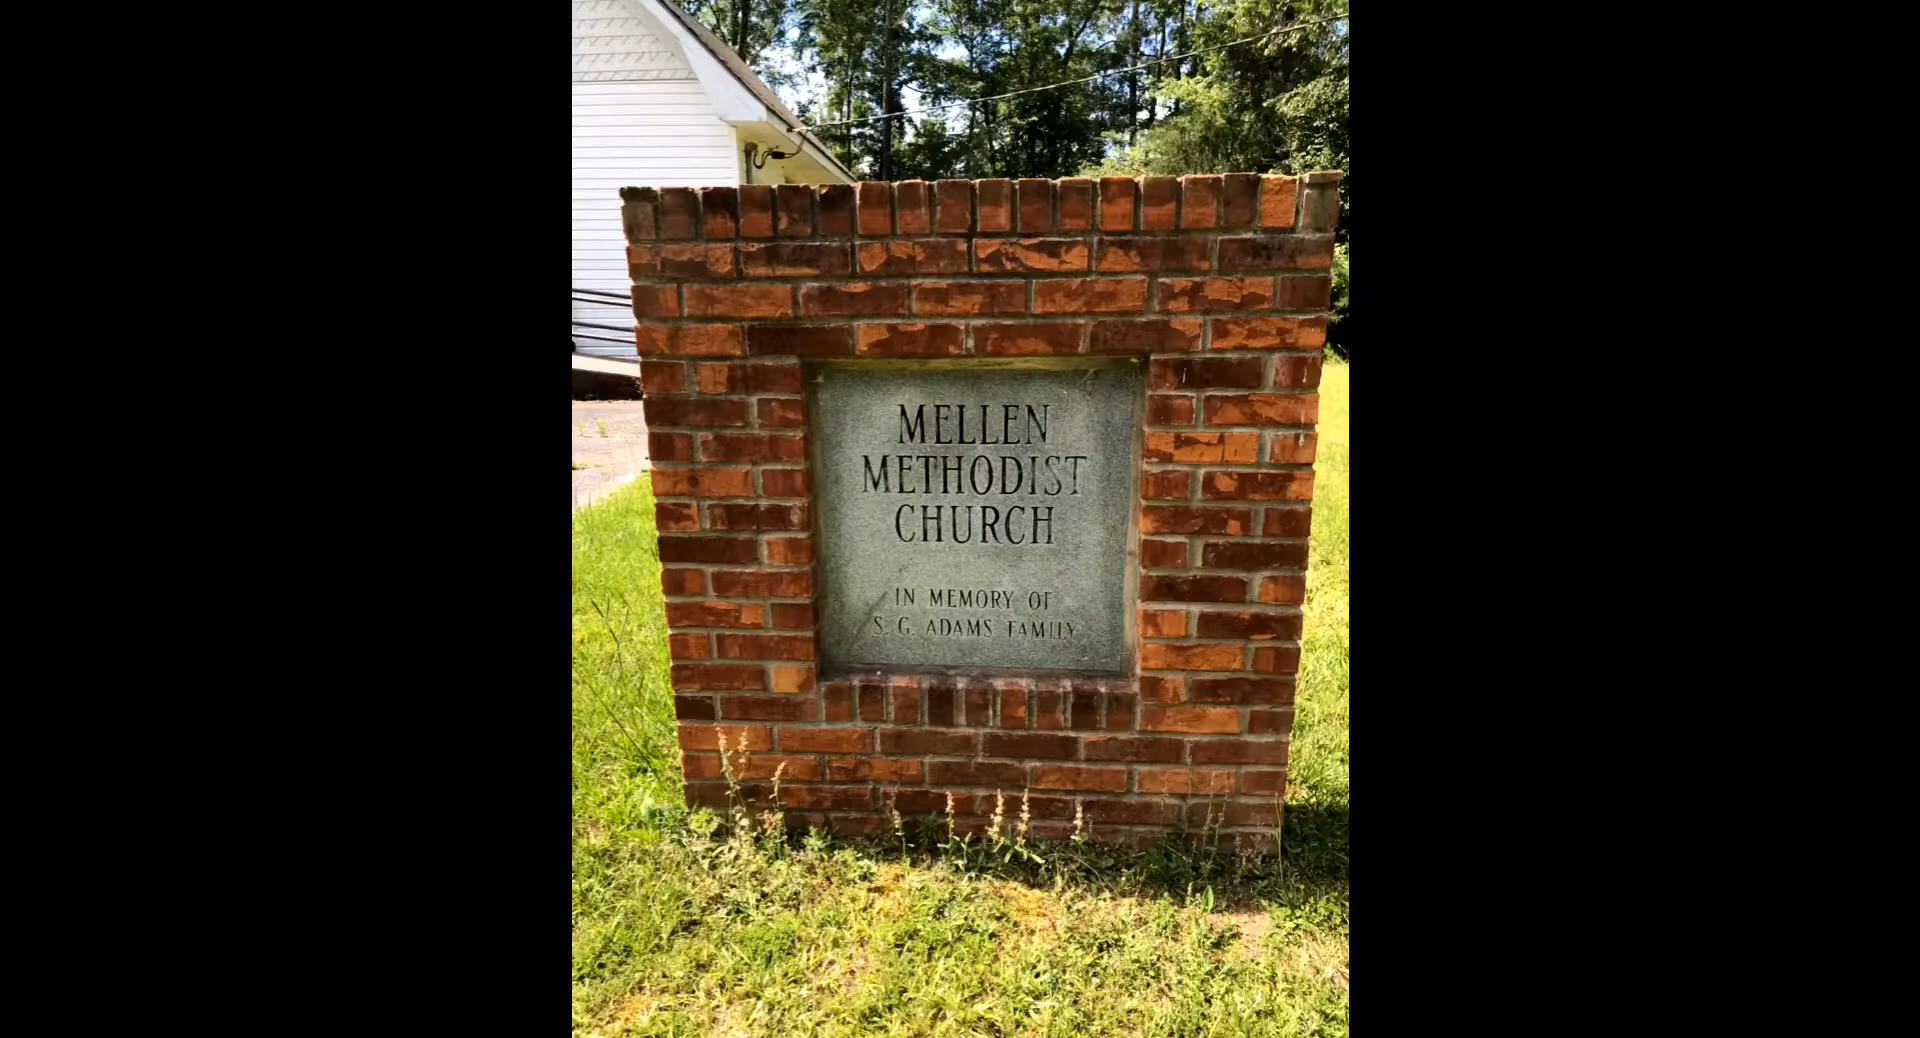 MELLEN
METHODIST
CHURCH
IN MEMORY OF
S. G. ADAMS FAMILY